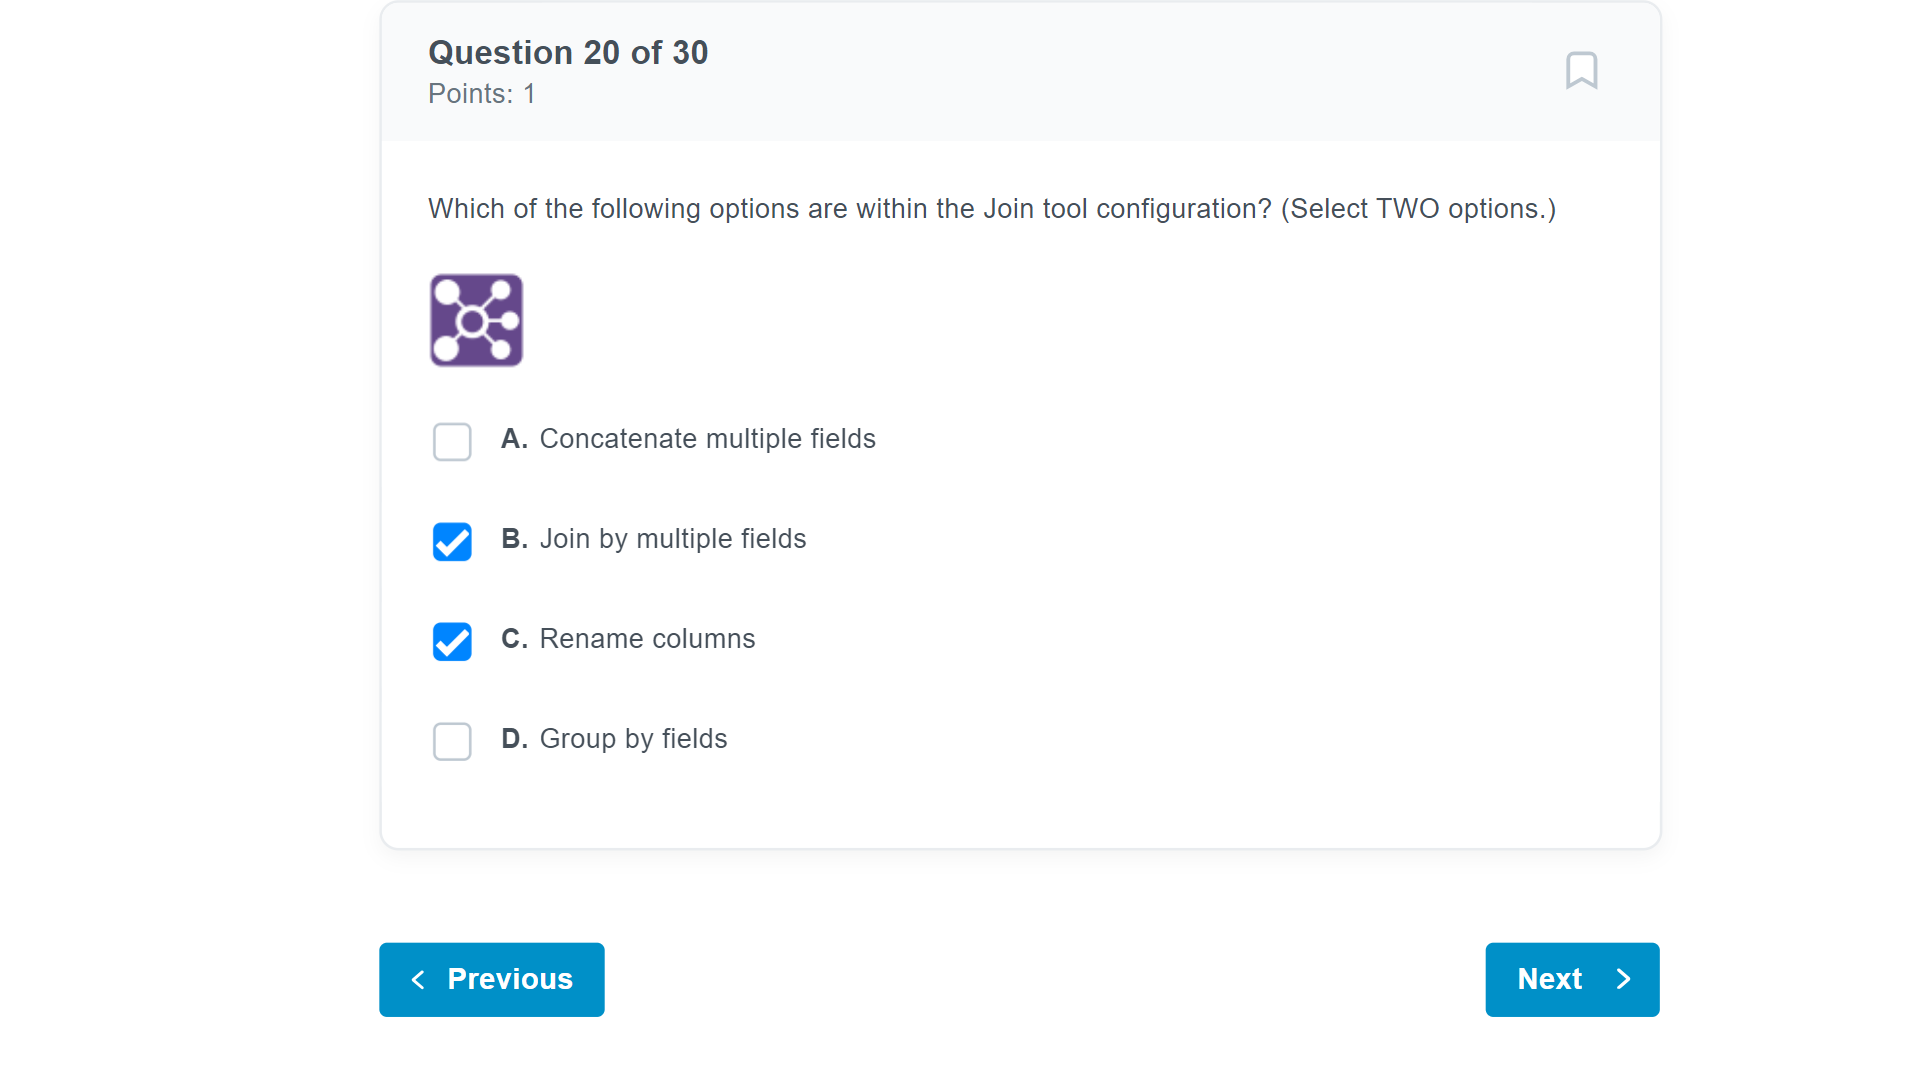 Question 20 of 30
Points: 1
Which of the following options are within the Join tool configuration? (Select TWO options.)
A. Concatenate multiple fields
B. Join by multiple fields
C. Rename columns
D. Group by fields
Previous
Next